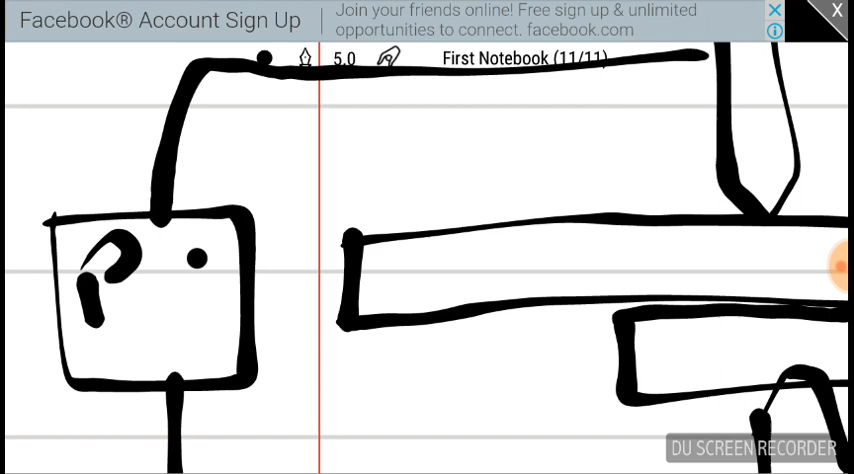 Facebook® Account Sign Up
Join your friends online! Free sign up & unlimited
opportunities to connect. facebook.com
X
5.0
First Notebook (11/11)
DU SCREEN RECORDER